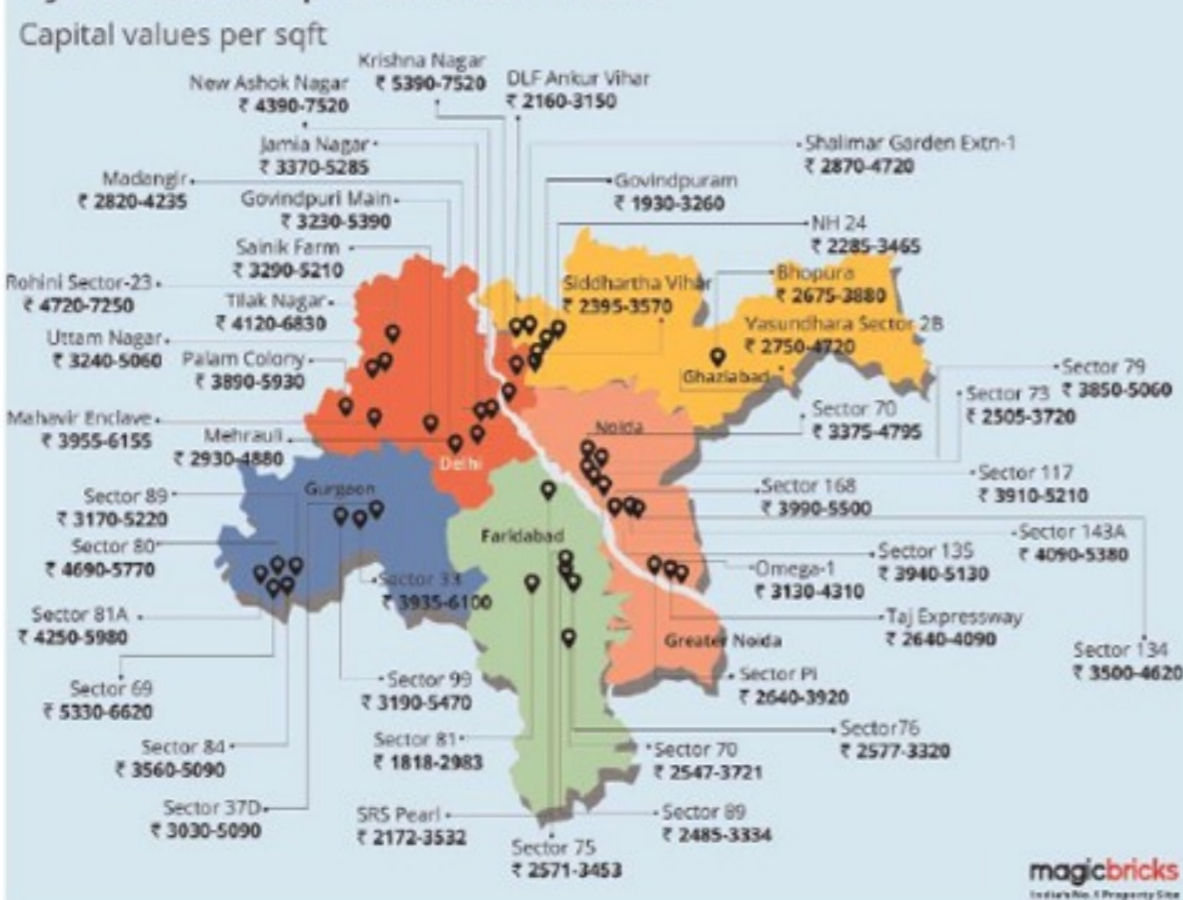 Capital values per sqft
Krishna Nagar
₹ 5390-7520
DLF Ankur Vihar
₹ 2160-3150
New Ashok Nagar
₹ 4390-7520
Jamia Nagar
₹ 3370-5285
Shalimar Garden Extn-1
₹ 2870-4720
Madangir
₹ 2820-4235
Govindpuram
₹ 1930-3260
Govindpuri Main
₹ 3230-5390
NH 24
₹ 2285-3465
Sainik Farm
₹ 3290-5210
Rohini Sector-23
₹ 4720-7250
Siddhartha Vihar
₹ 2395-3570
Bhopura
₹ 2675-3880
Tilak Nagar
₹ 4120-6830
Yasundhara Sector 2B
₹ 2750-4720
Uttam Nagar
₹ 3240-5060
Palam Colony
₹ 3890-5930
Ghaziabad
Sector 79
₹ 3850-5060
Sector 73
₹ 2505-3720
Sector 70
₹ 3375-4795
Mahavir Enclave
₹ 3955-6155
Mehrauli
₹ 2930-4880
Noida
Delhi
Sector 117
₹ 3910-5210
Sector 168
₹ 3990-5500
Sector 89
₹ 3170-5220
Gurgaon
Faridabad
Sector 143A
₹ 4090-5380
Sector 80
₹ 4690-5770
Sector 135
₹ 3940-5130
Omega-1
₹ 3130-4310
Sector 33
₹ 3935-6100
Sector 81A
₹ 4250-5980
Taj Expressway
₹ 2640-4090
Greater Noida
Sector 134
₹ 3500-4620
Sector 69
₹ 5330-6620
Sector 99
₹ 3190-5470
Sector Pi
₹ 2640-3920
Sector 84
₹ 3560-5090
Sector 81
₹ 1818-2983
Sector76
₹ 2577-3320
Sector 70
₹ 2547-3721
Sector 37D
₹ 3030-5090
SRS Pearl
₹ 2172-3532
Sector 89
₹ 2485-3334
Sector 75
₹ 2571-3453
magicbricks
India's No.1 Property Site